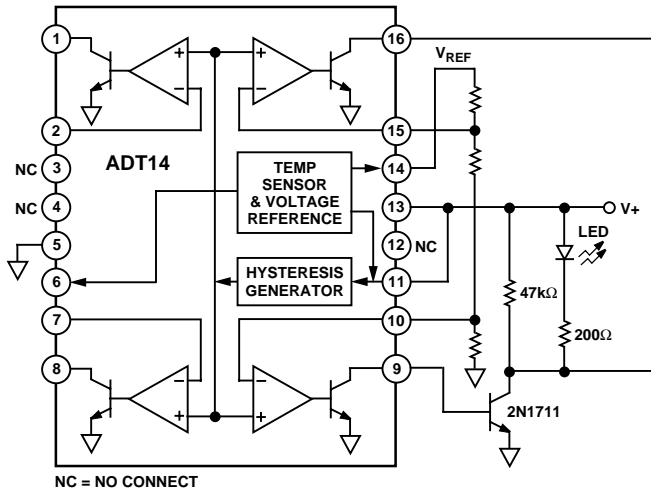 1
16
VREF
2
15
ADT14
NC 3
TEMP
SENSOR
& VOLTAGE
REFERENCE
14
NC 4
13
V+
LED
5
12
NC
6
HYSTERESIS
GENERATOR
11
47kΩ
7
10
200Ω
8
9
2N1711
+
+
−
−
−
−
+
+
NC = NO CONNECT